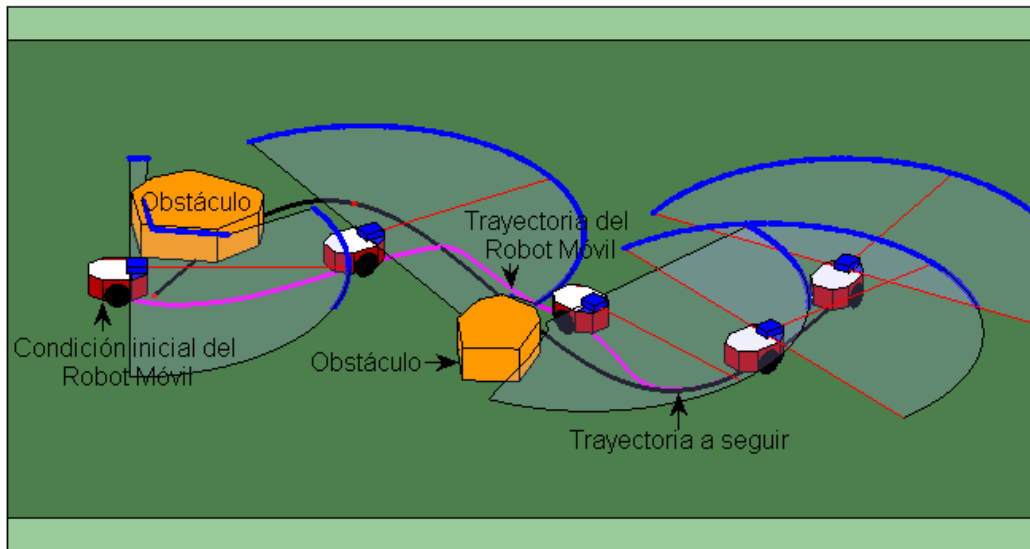 Obstáculo
Trayectoria del
Robot Móvil
Condición inicial del
Robot Móvil
Obstáculo
Trayectoria a seguir